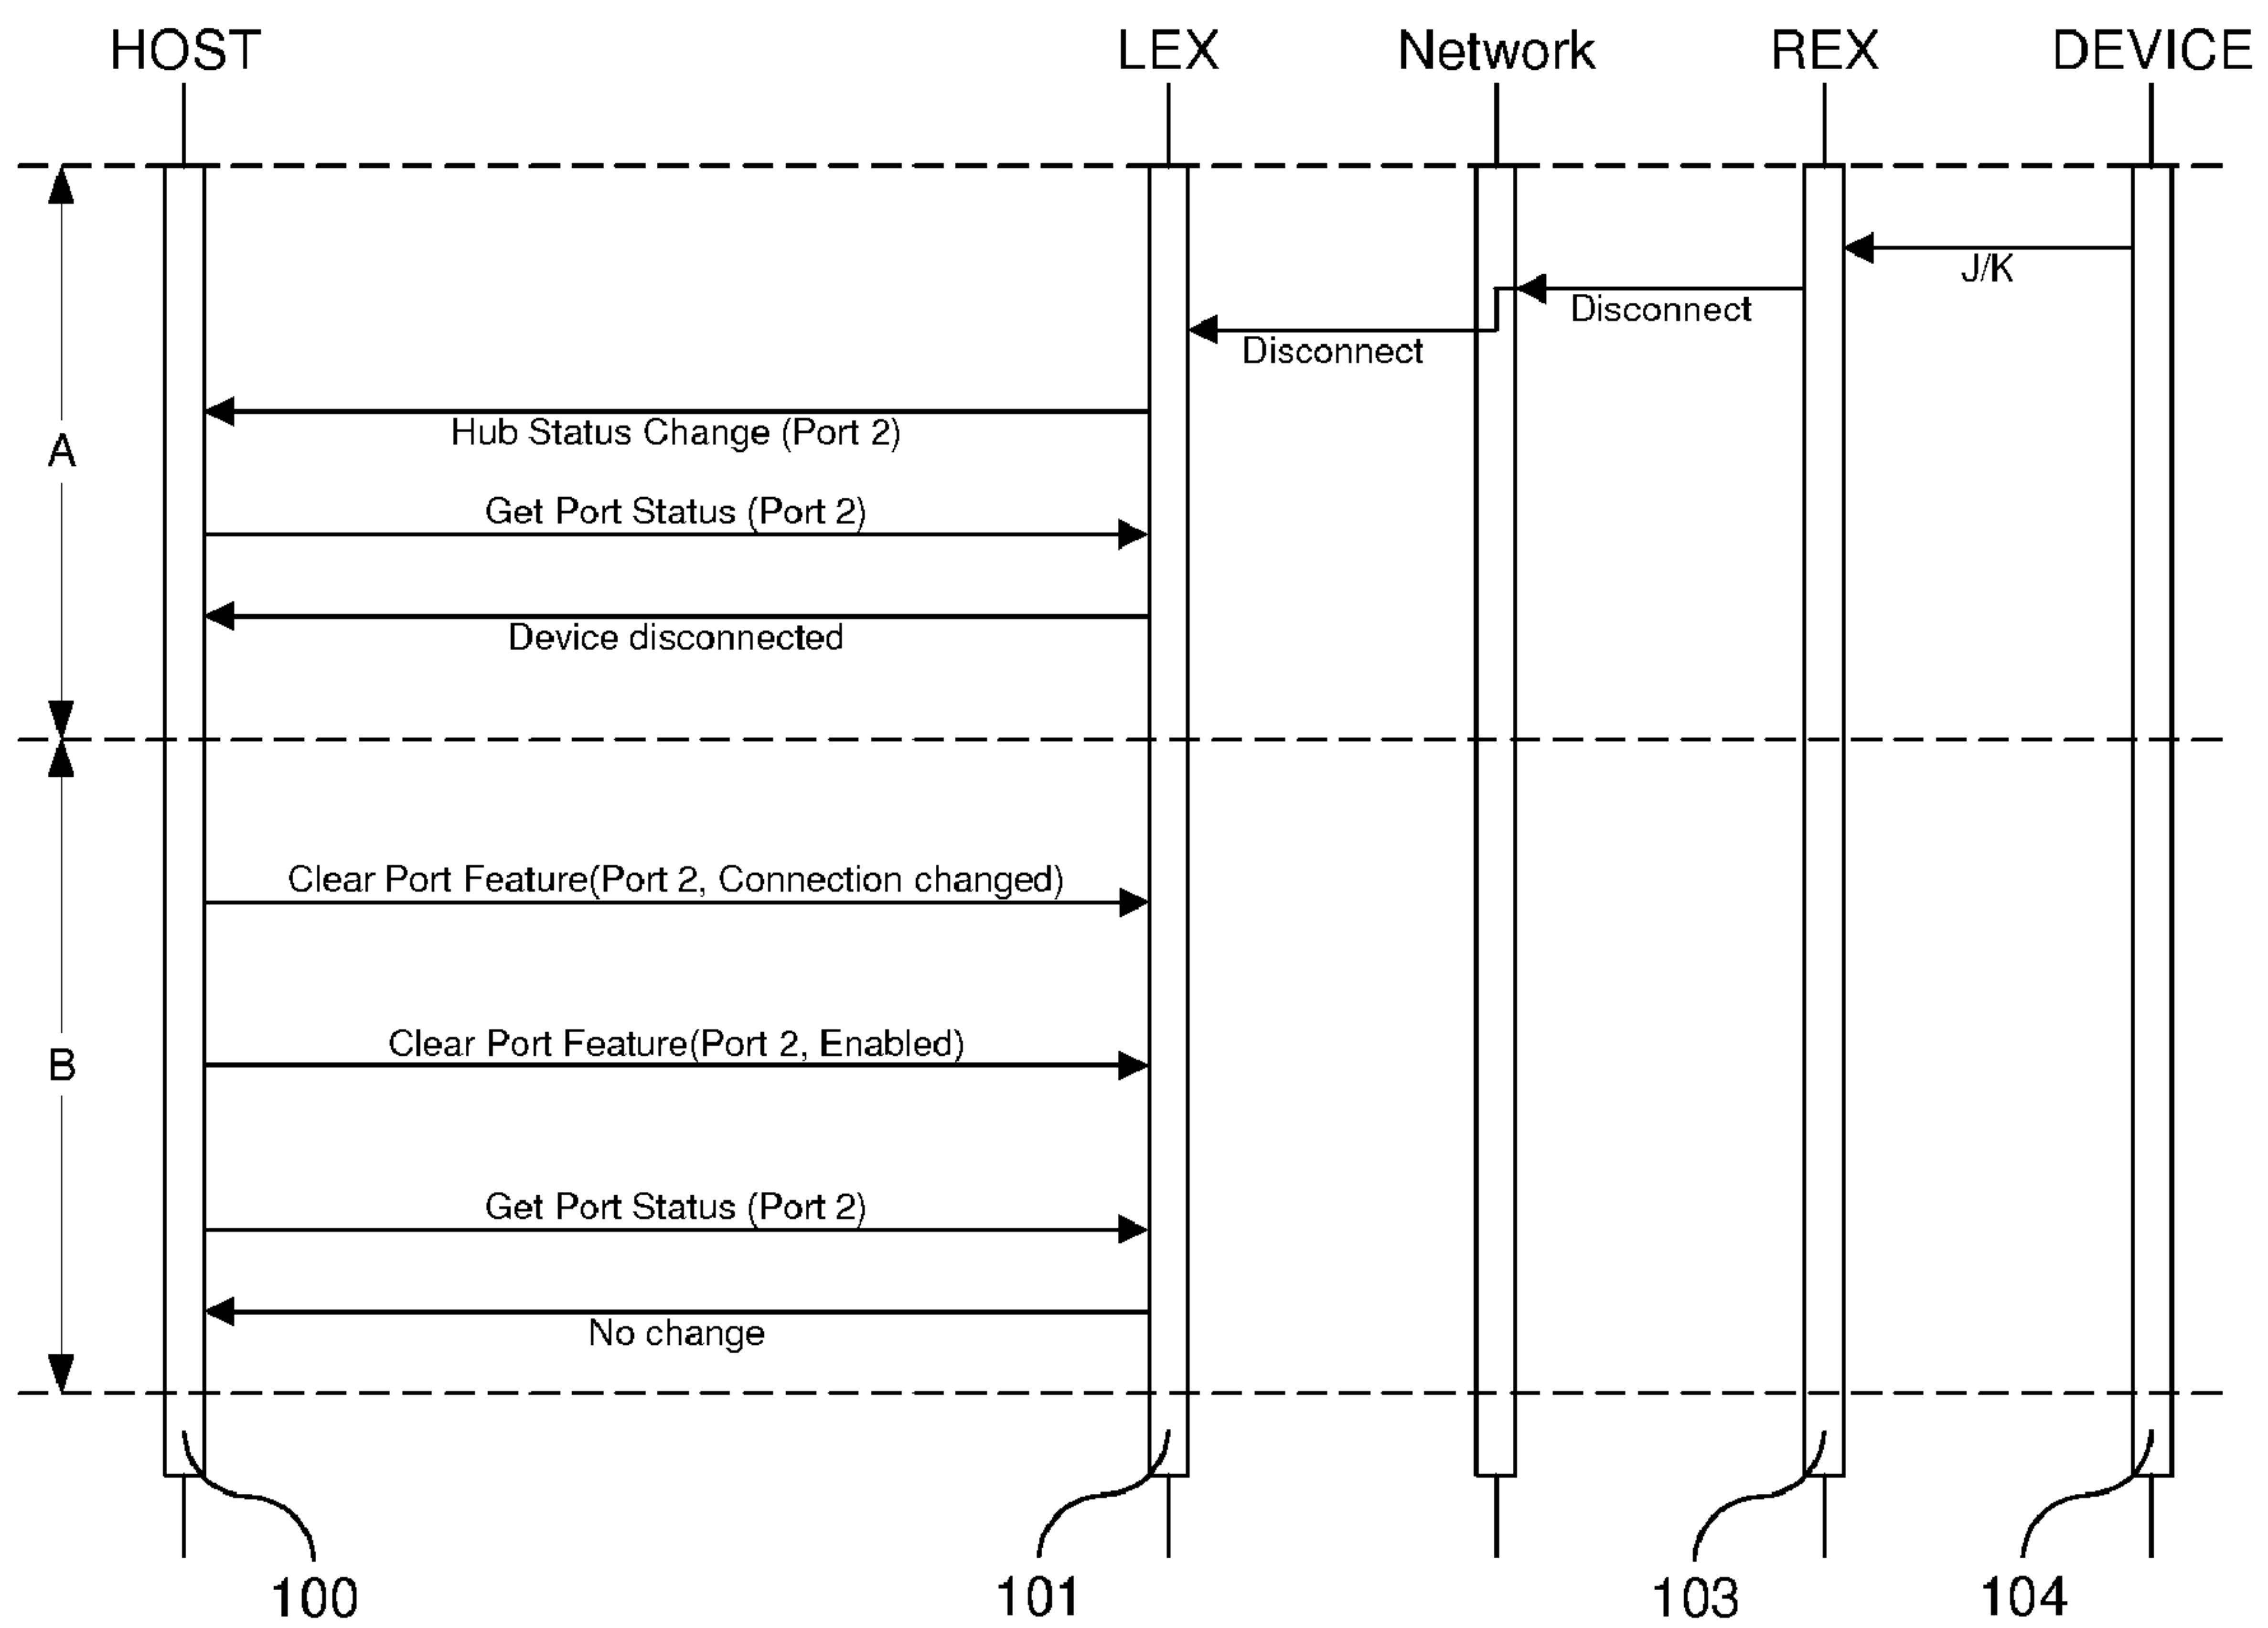 HOST LEX Network REX DEVICE
J/K
Disconnect
Disconnect
Hub Status Change (Port 2)
A
Get Port Status (Port 2)
Device disconnected
Clear Port Feature(Port 2, Connection changed)
Clear Port Feature(Port 2, Enabled)
B
Get Port Status (Port 2)
No change
100 101 103 104